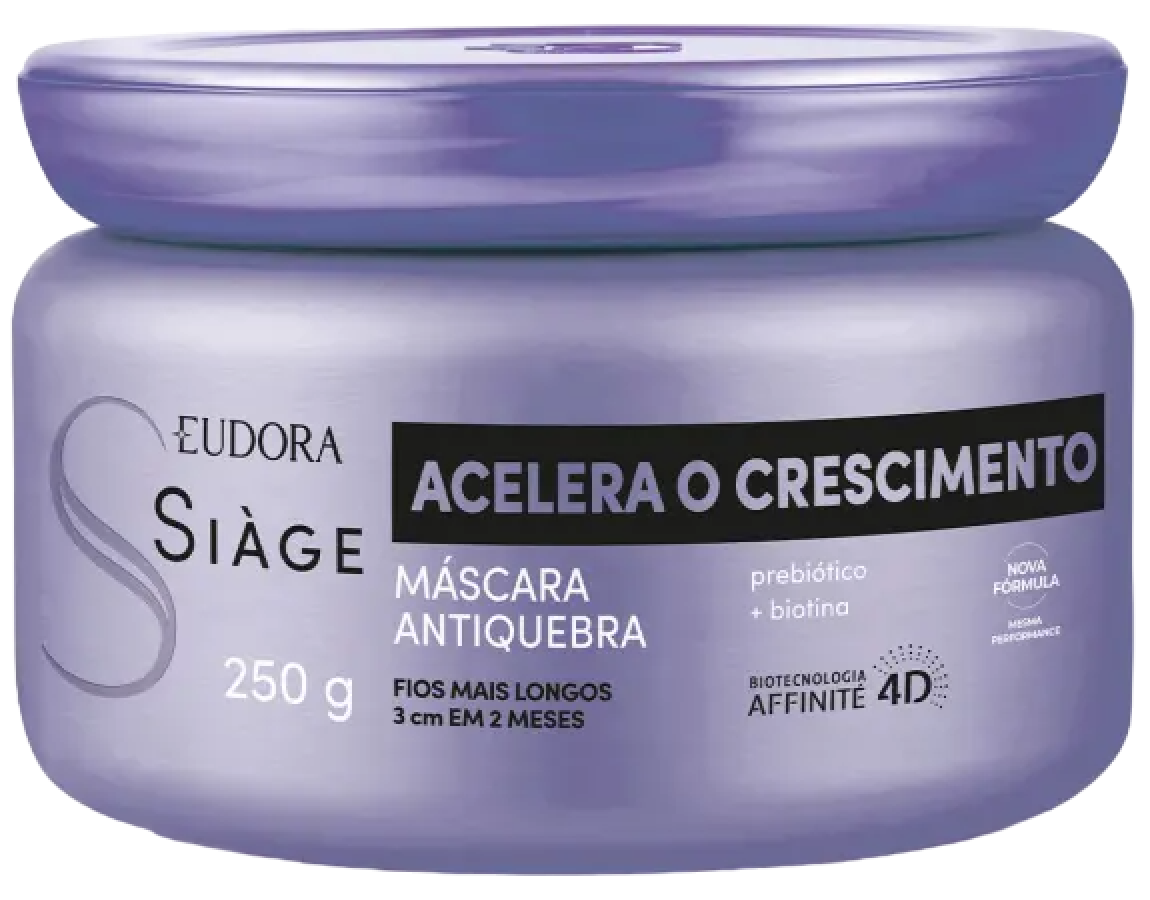 EUDORA
SIÀGE
250 g
ACELERA O CRESCIMENTO
MÁSCARA
ANTIQUEBRA
FIOS MAIS LONGOS
3 cm EM 2 MESES
prebiótico
+ biotina
BIOTECNOLOGIA
AFFINITÉ 4D
NOVA
FÓRMULA
MESMA
PERFORMANCE